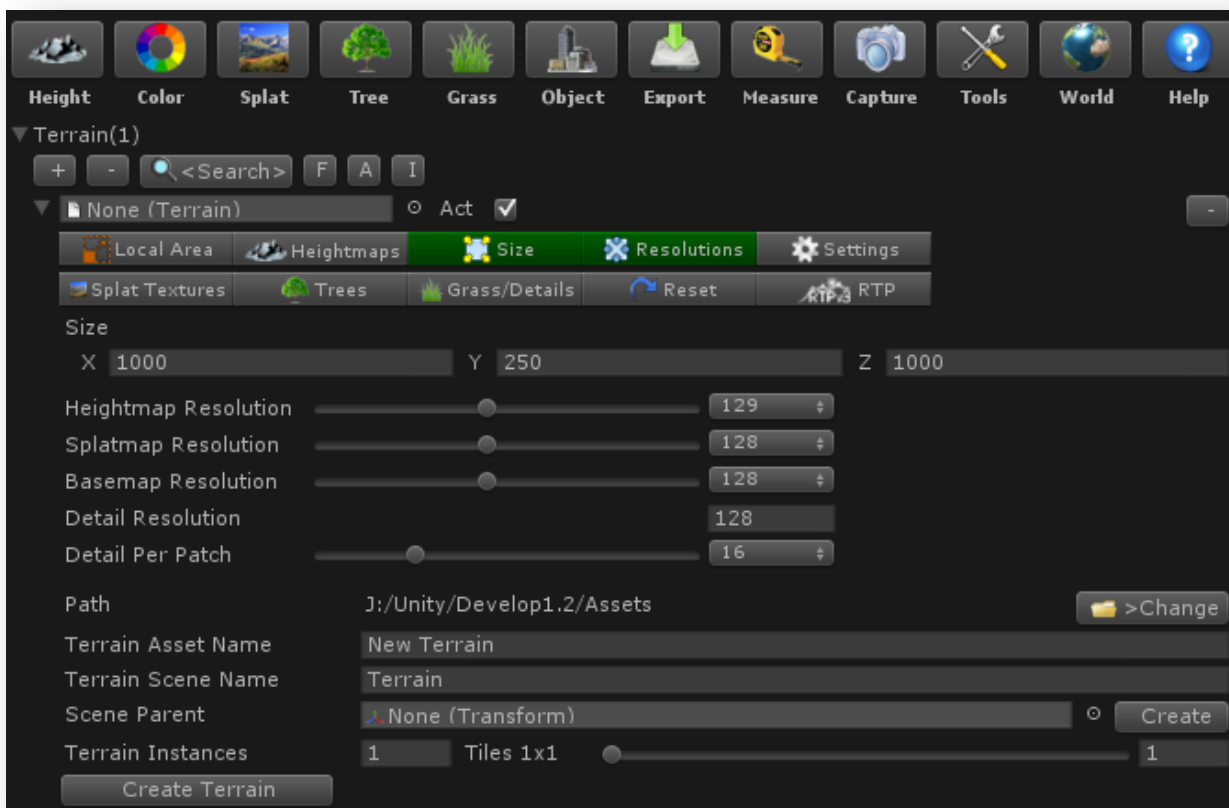 Height Color Splat Tree Grass Object Export Measure Capture Tools World Help
Terrain(1)
+ - <Search> F A I
None (Terrain) Act -
Local Area Heightmaps Size Resolutions Settings
Splat Textures Trees Grass/Details Reset RTP3 RTP
Size
X 1000 Y 250 Z 1000
Heightmap Resolution 129
Splatmap Resolution 128
Basemap Resolution 128
Detail Resolution 128
Detail Per Patch 16
Path J:/Unity/Develop1.2/Assets >Change
Terrain Asset Name New Terrain
Terrain Scene Name Terrain
Scene Parent None (Transform) Create
Terrain Instances 1 Tiles 1x1 1
Create Terrain